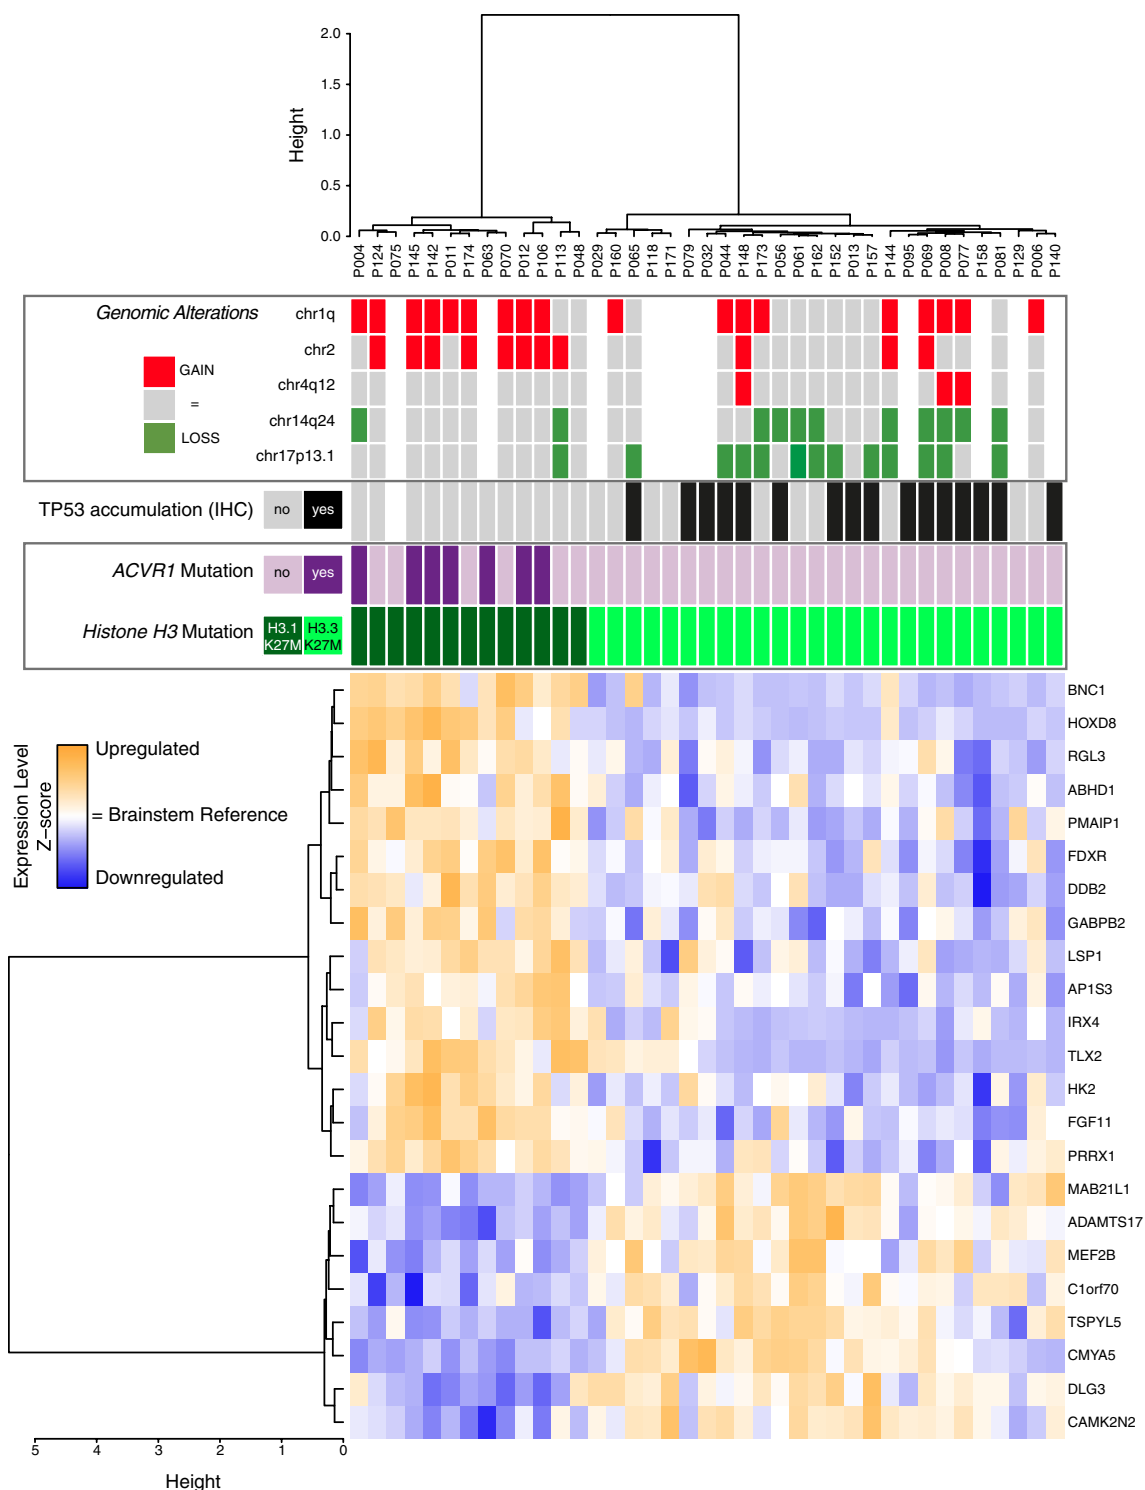 2.0
1.5
1.0
0.5
0.0
Height
P004 P124 P075 P145 P142 P011 P174 P063 P070 P012 P106 P113 P048 P029 P160 P065 P118 P171 P079 P032 P044 P148 P173 P056 P061 P162 P152 P013 P157 P144 P095 P069 P008 P077 P158 P081 P129 P006 P140
Genomic Alterations
chr1q
chr2
chr4q12
chr14q24
chr17p13.1
GAIN
=
LOSS
TP53 accumulation (IHC) no yes
ACVR1 Mutation no yes
Histone H3 Mutation H3.1 K27M H3.3 K27M
Expression Level
Z−score
Upregulated
= Brainstem Reference
Downregulated
BNC1
HOXD8
RGL3
ABHD1
PMAIP1
FDXR
DDB2
GABPB2
LSP1
AP1S3
IRX4
TLX2
HK2
FGF11
PRRX1
MAB21L1
ADAMTS17
MEF2B
C1orf70
TSPYL5
CMYA5
DLG3
CAMK2N2
5 4 3 2 1 0
Height